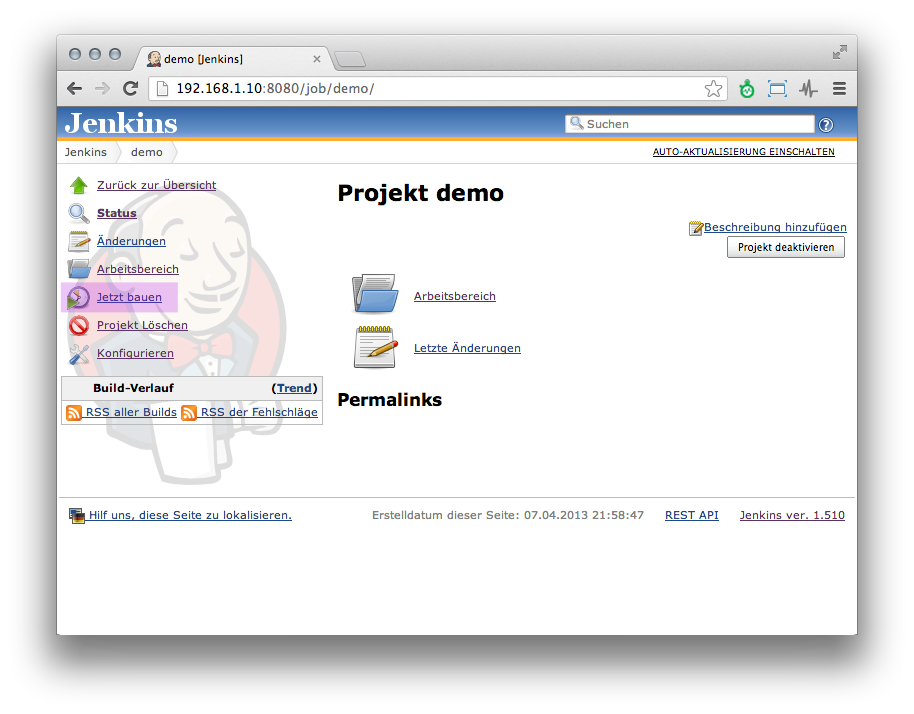 demo [Jenkins]
192.168.1.10:8080/job/demo/
Jenkins
Suchen
Jenkins demo
AUTO-AKTUALISIERUNG EINSCHALTEN
Zurück zur Übersicht
Status
Änderungen
Arbeitsbereich
Jetzt bauen
Projekt Löschen
Konfigurieren
Build-Verlauf (Trend)
RSS aller Builds RSS der Fehlschläge
Projekt demo
Beschreibung hinzufügen
Projekt deaktivieren
Arbeitsbereich
Letzte Änderungen
Permalinks
Hilf uns, diese Seite zu lokalisieren. Erstelldatum dieser Seite: 07.04.2013 21:58:47 REST API Jenkins ver. 1.510